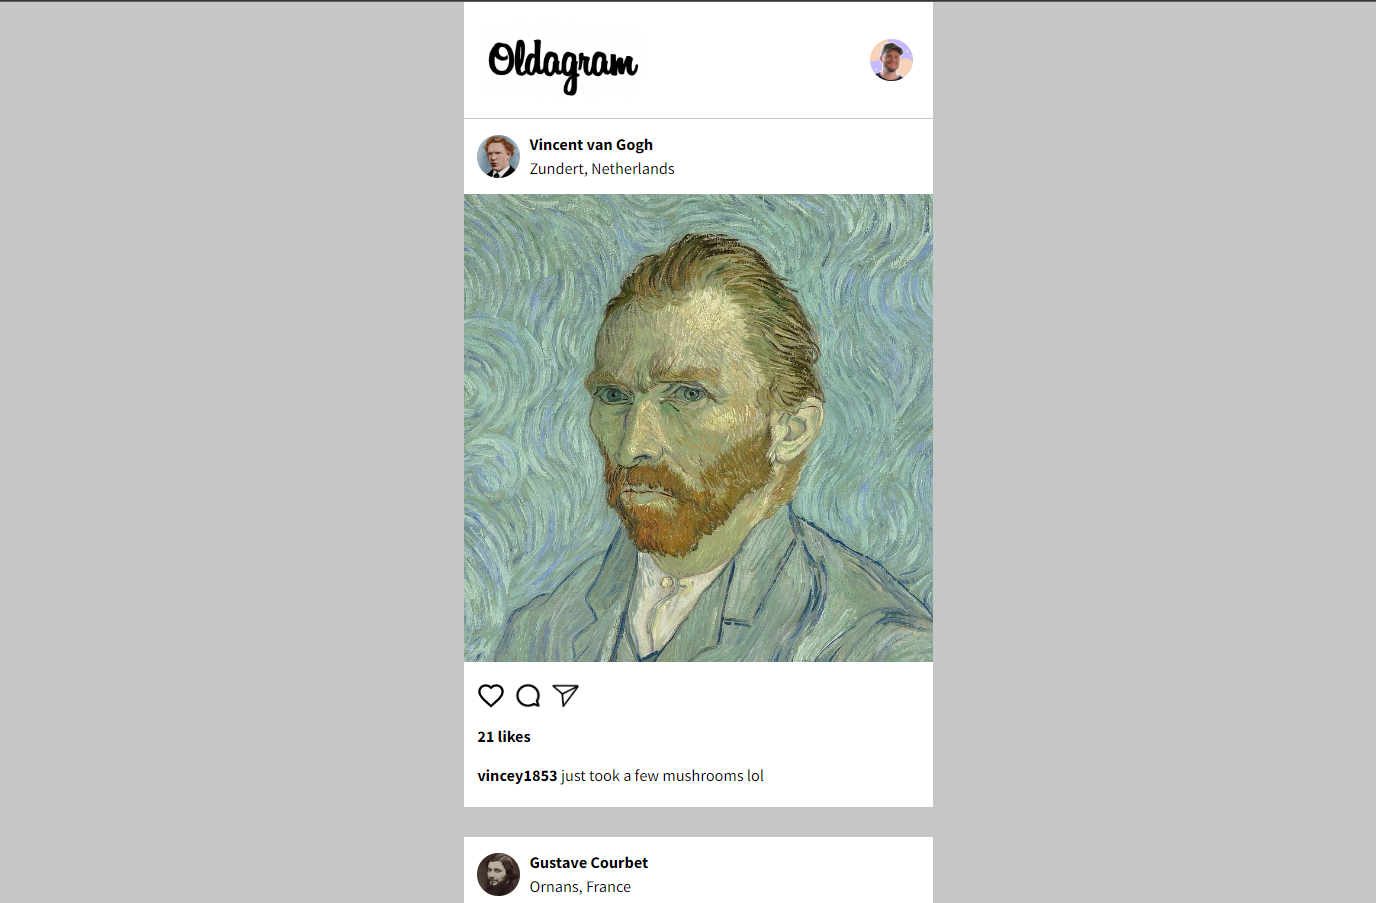 Oldagram
Vincent van Gogh
Zundert, Netherlands
21 likes
vincey1853 just took a few mushrooms lol
Gustave Courbet
Ornans, France